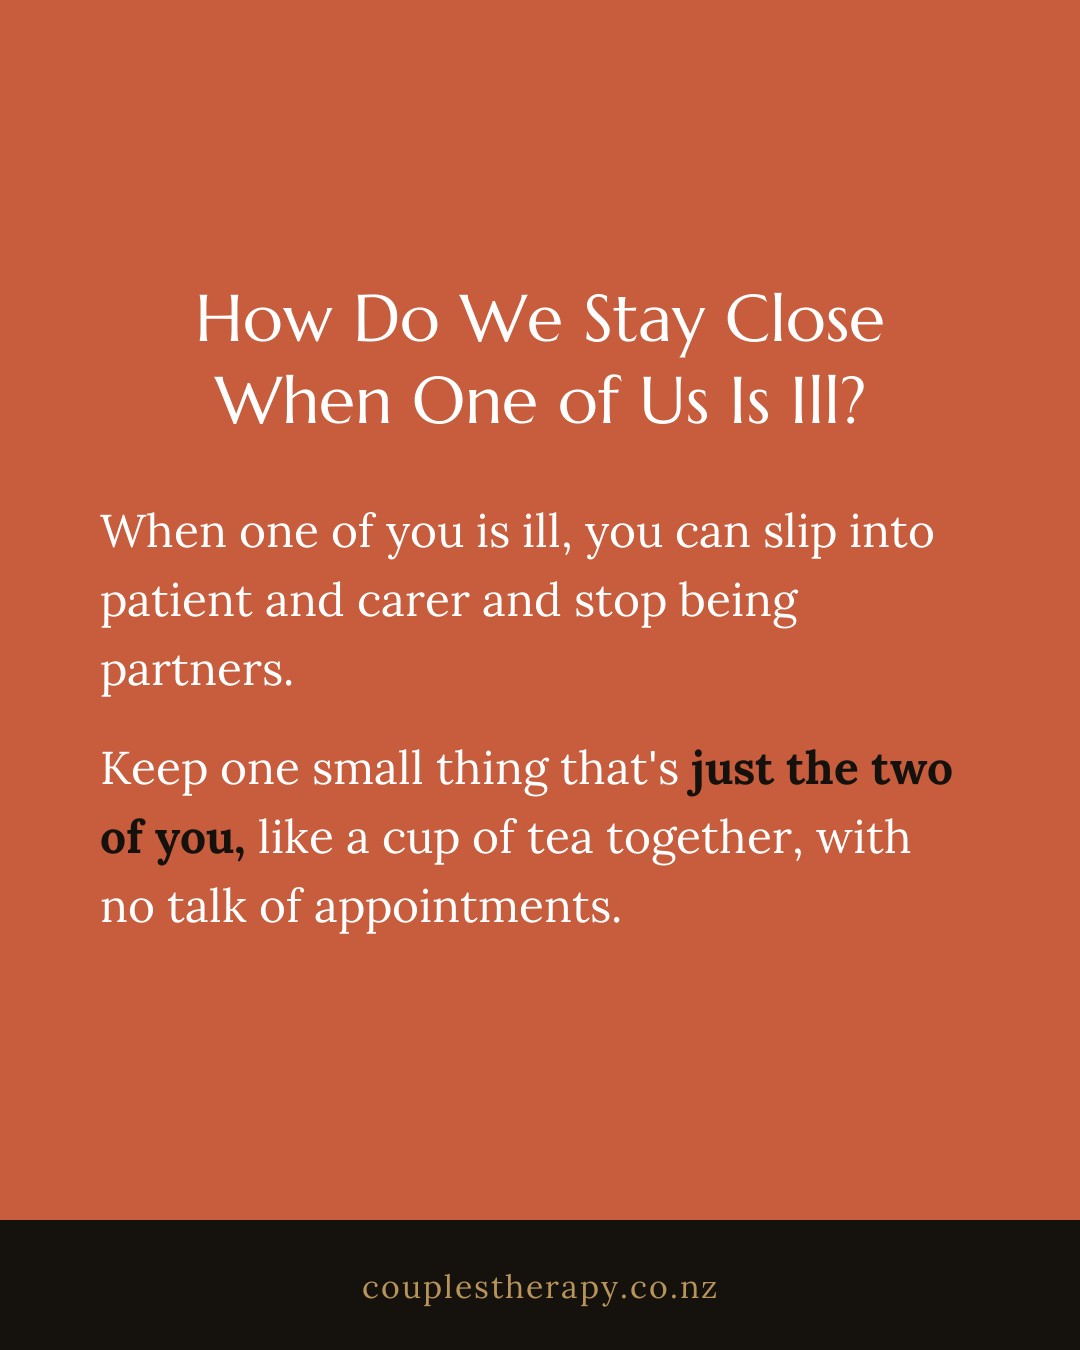 How Do We Stay Close
When One of Us Is Ill?
When one of you is ill, you can slip into
patient and carer and stop being
partners.
Keep one small thing that's just the two
of you, like a cup of tea together, with
no talk of appointments.
couplestherapy.co.nz